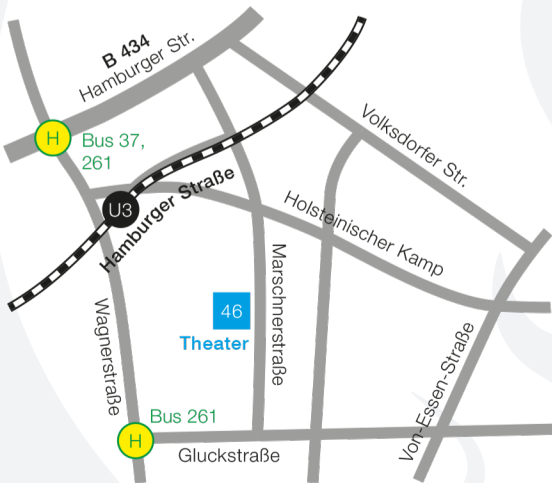 B 434
Hamburger Str.
H
Bus 37,
261
Volksdorfer Str.
U3
Hamburger Straße
Holsteinischer Kamp
Marschnerstraße
46
Theater
Wagnerstraße
Von-Essen-Straße
Bus 261
H
Gluckstraße